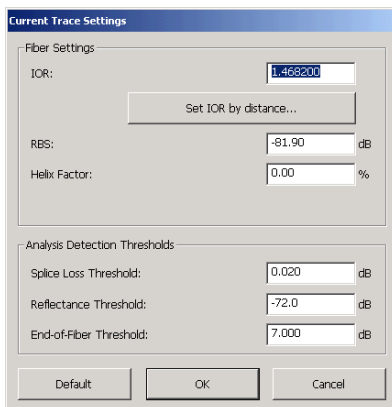 Current Trace Settings
Fiber Settings
IOR: 1.468200
Set IOR by distance...
RBS: -81.90 dB
Helix Factor: 0.00 %
Analysis Detection Thresholds
Splice Loss Threshold: 0.020 dB
Reflectance Threshold: -72.0 dB
End-of-Fiber Threshold: 7.000 dB
Default OK Cancel